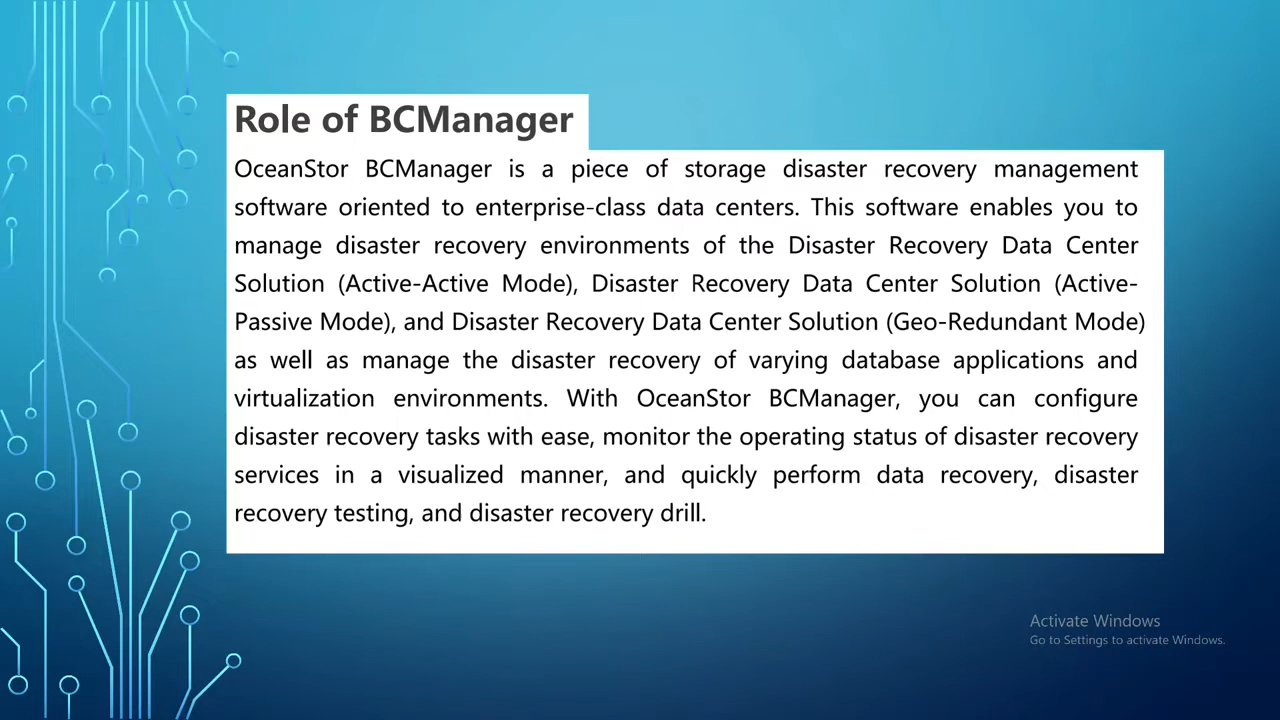 Role of BCManager
OceanStor BCManager is a piece of storage disaster recovery management
software oriented to enterprise-class data centers. This software enables you to
manage disaster recovery environments of the Disaster Recovery Data Center
Solution (Active-Active Mode), Disaster Recovery Data Center Solution (Active-
Passive Mode), and Disaster Recovery Data Center Solution (Geo-Redundant Mode)
as well as manage the disaster recovery of varying database applications and
virtualization environments. With OceanStor BCManager, you can configure
disaster recovery tasks with ease, monitor the operating status of disaster recovery
services in a visualized manner, and quickly perform data recovery, disaster
recovery testing, and disaster recovery drill.
Activate Windows
Go to Settings to activate Windows.